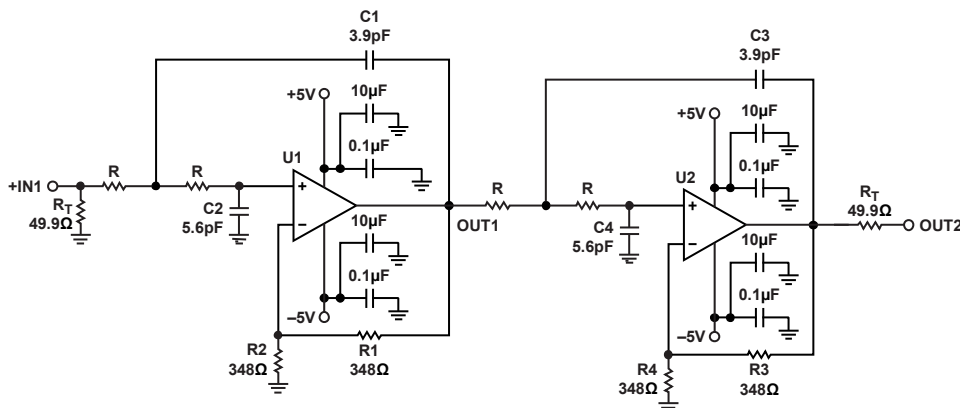 C1
3.9pF
+5V
10µF
0.1µF
U1
+IN1
R
R
R_T
49.9Ω
C2
5.6pF
+
–
10µF
0.1µF
–5V
R2
348Ω
R1
348Ω
OUT1
C3
3.9pF
+5V
10µF
0.1µF
U2
R
R
C4
5.6pF
+
–
R_T
49.9Ω
OUT2
10µF
0.1µF
–5V
R4
348Ω
R3
348Ω